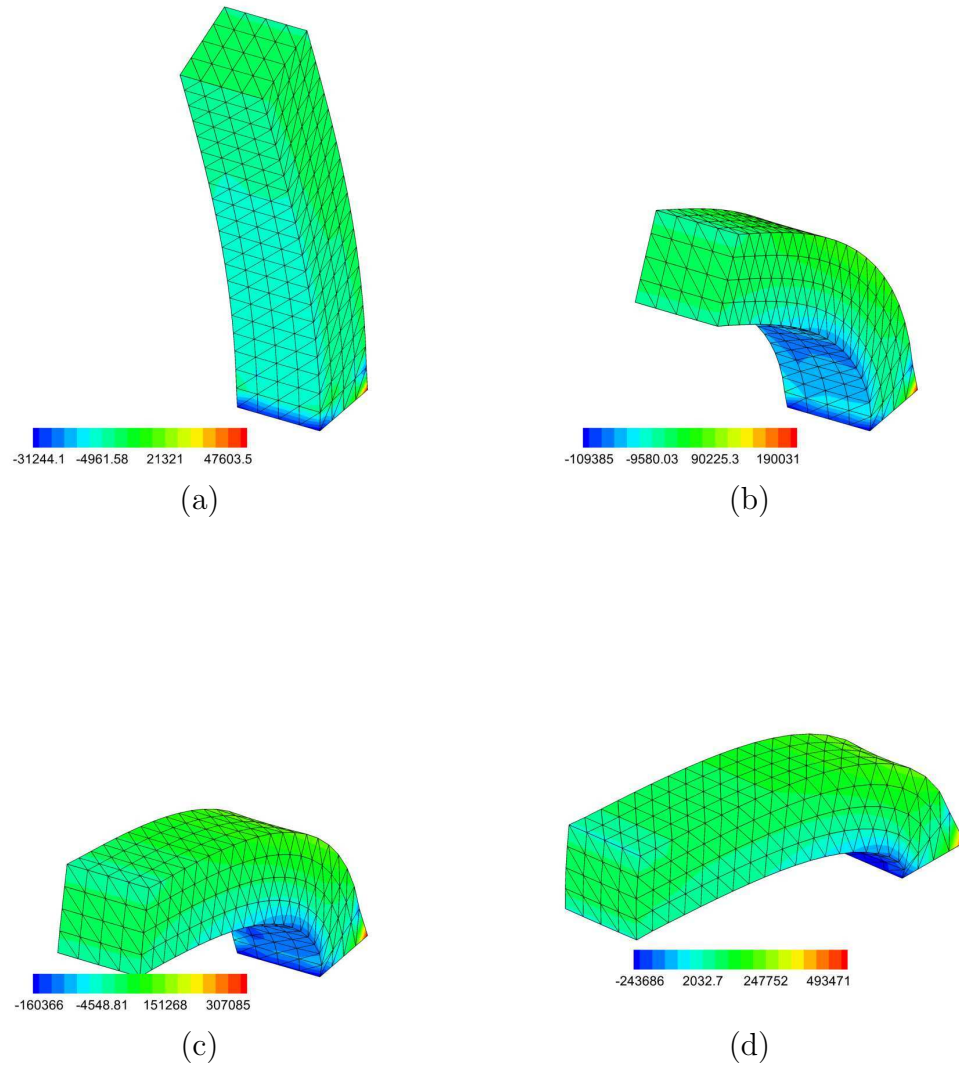 -31244.1 -4961.58 21321 47603.5
(a)
-109385 -9580.03 90225.3 190031
(b)
-160366 -4548.81 151268 307085
(c)
-243686 2032.7 247752 493471
(d)